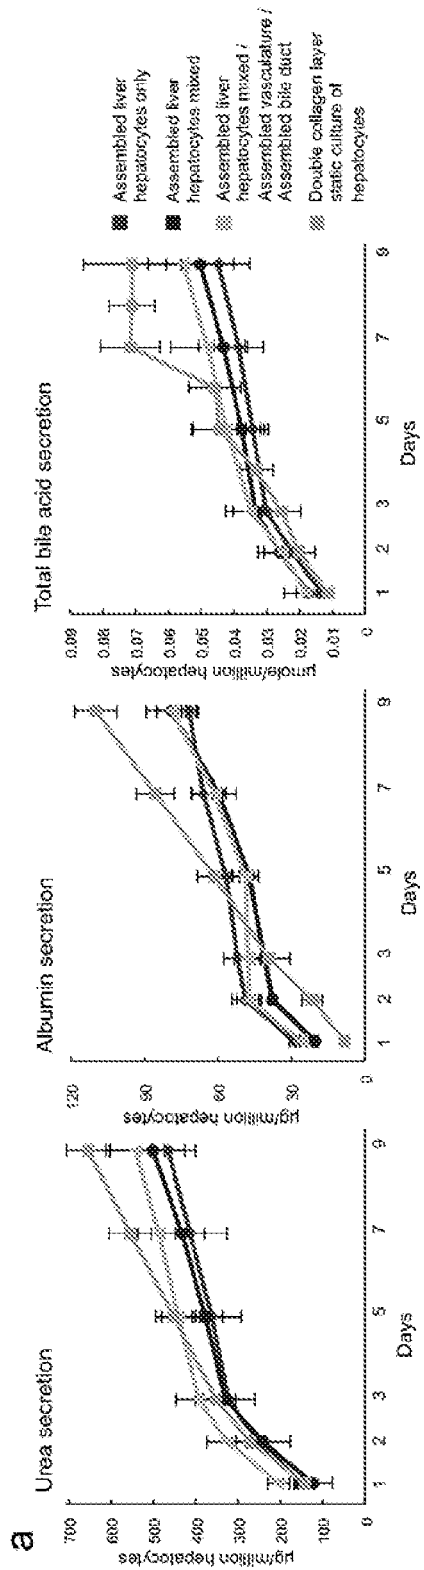 a
Urea secretion
µg/million hepatocytes
700
600
500
400
300
200
100
0
1
2
3
5
7
9
Days
Albumin secretion
µg/million hepatocytes
120
90
60
30
0
1
2
3
5
7
9
Days
Total bile acid secretion
µmole/million hepatocytes
0.09
0.08
0.07
0.06
0.05
0.04
0.03
0.02
0.01
0
1
2
3
5
7
9
Days
Assembled liver
hepatocytes only
Assembled liver
hepatocytes mixed
Assembled liver
hepatocytes mixed /
Assembled vasculature /
Assembled bile duct
Double collagen layer
static culture of
hepatocytes